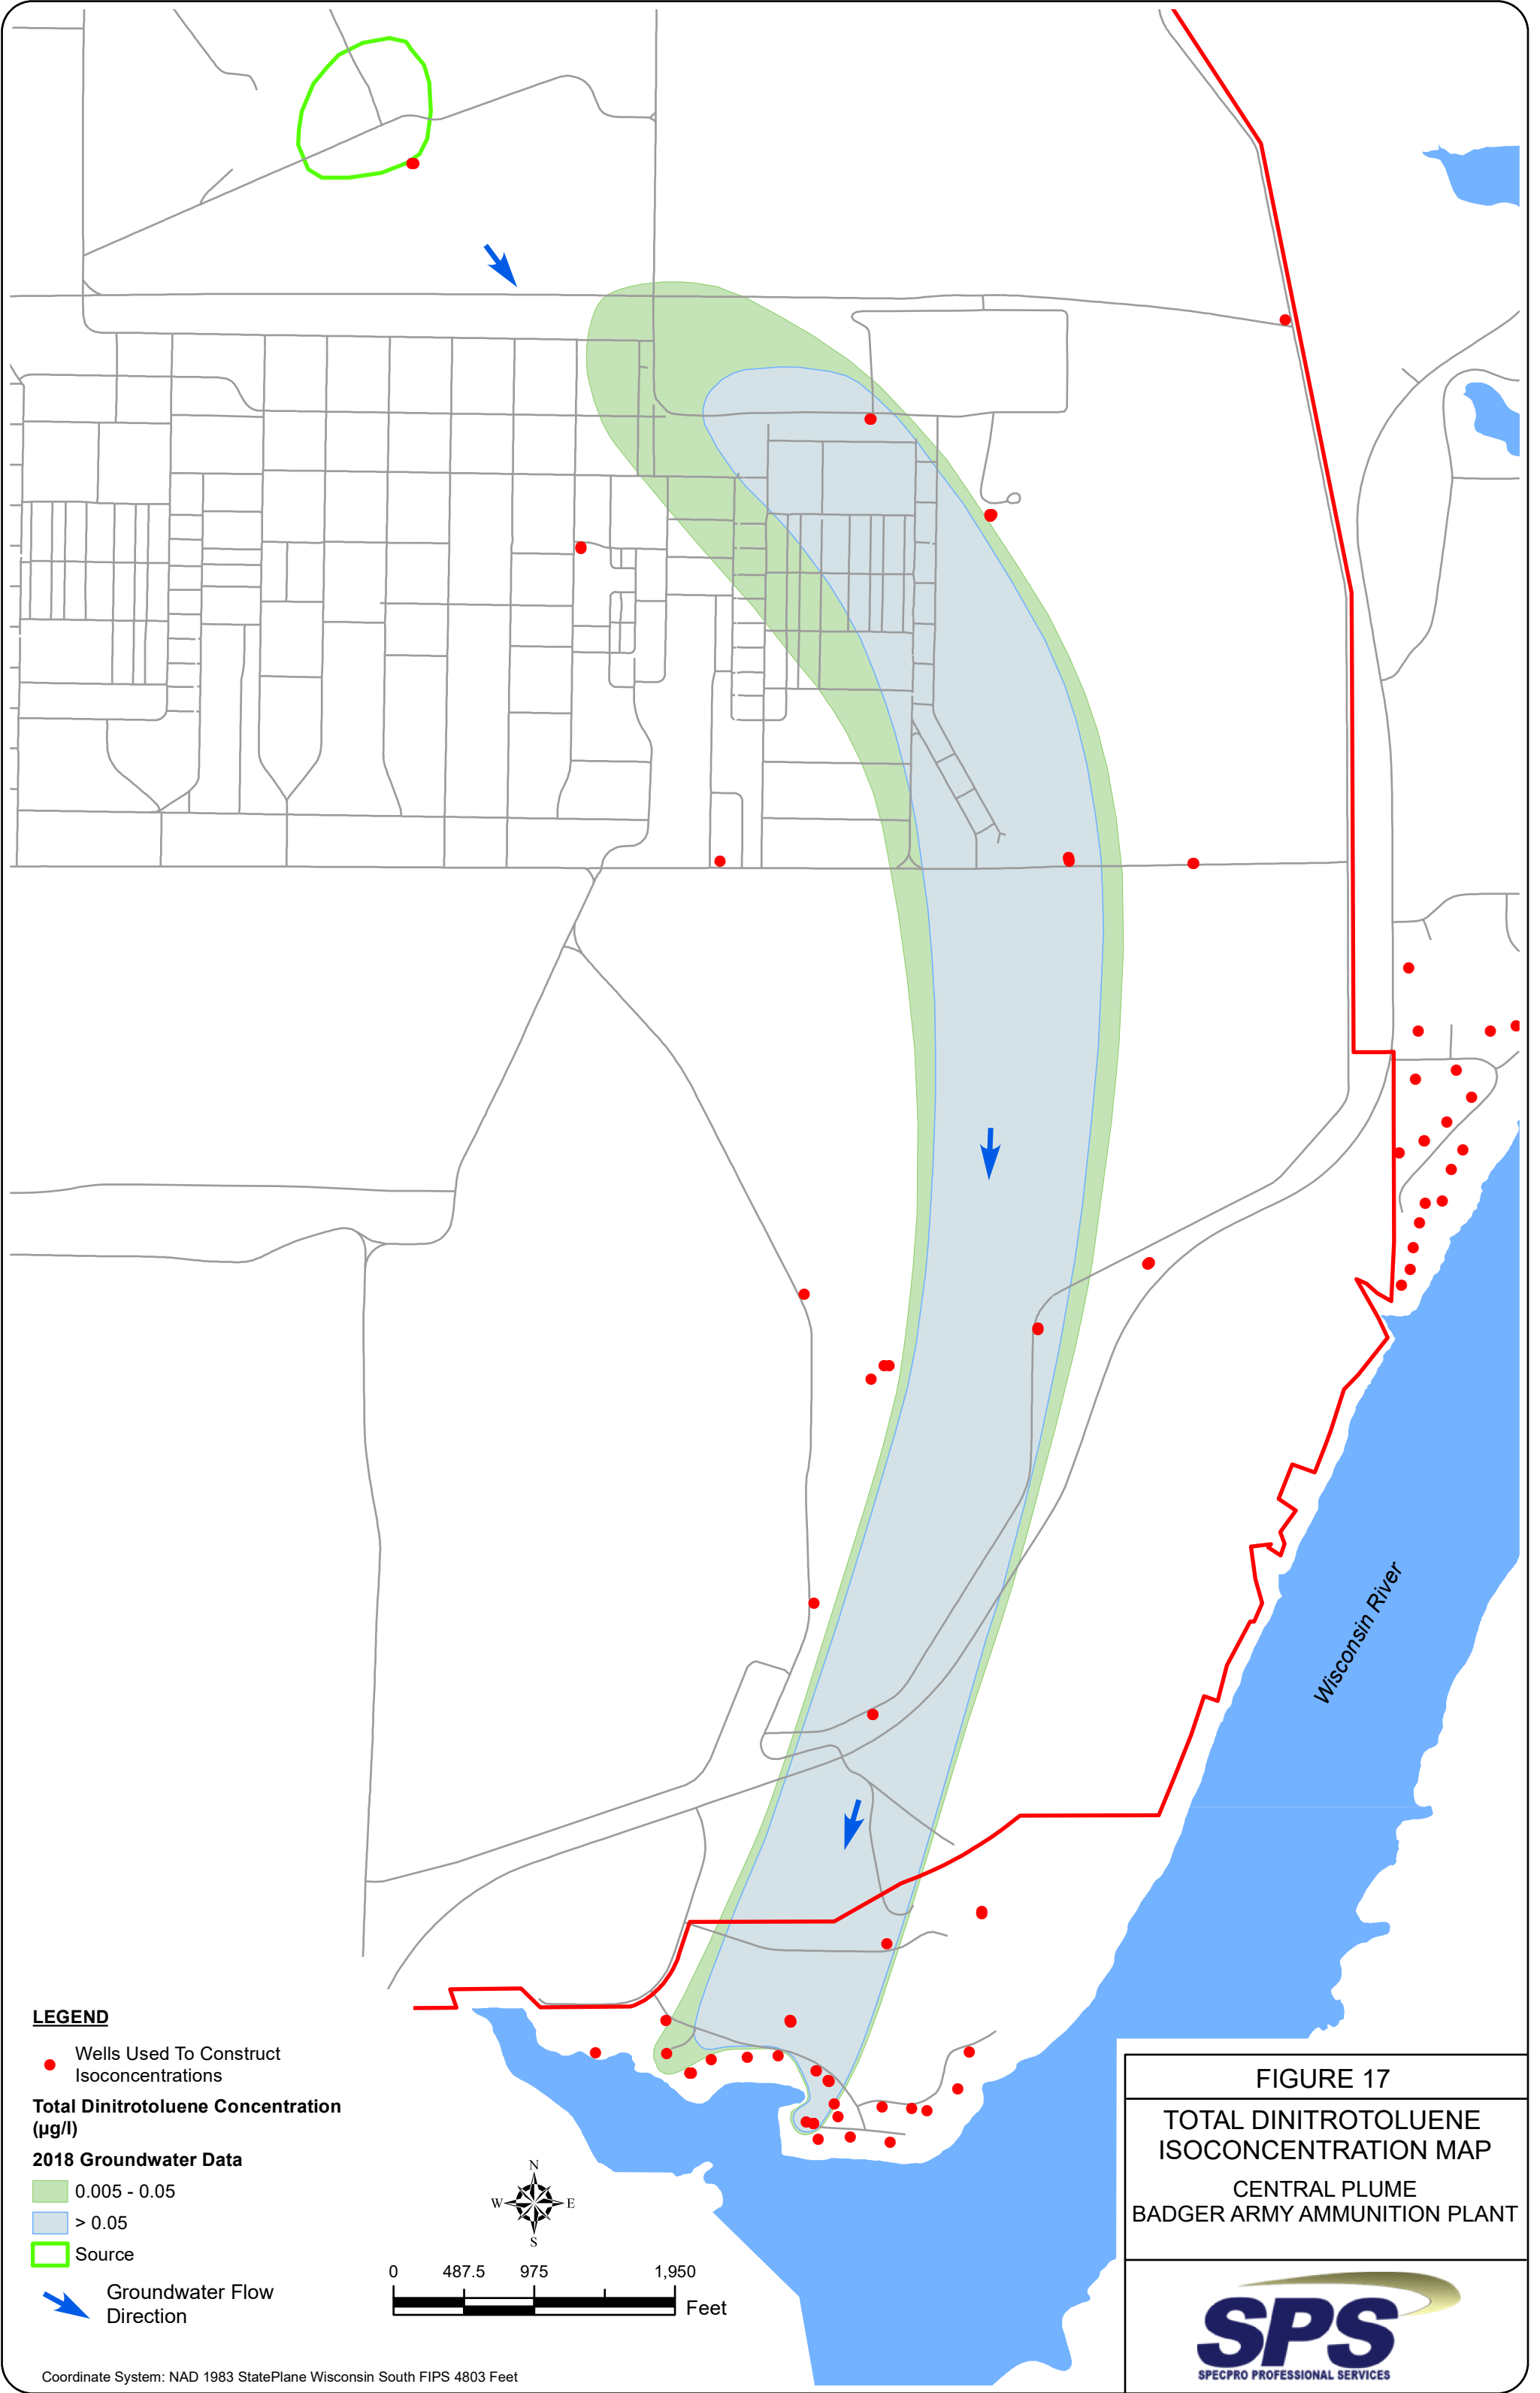 Wisconsin River
LEGEND
Wells Used To Construct
Isoconcentrations
Total Dinitrotoluene Concentration
(µg/l)
2018 Groundwater Data
0.005 - 0.05
> 0.05
Source
Groundwater Flow
Direction
N
W E
S
0 487.5 975 1,950
Feet
Coordinate System: NAD 1983 StatePlane Wisconsin South FIPS 4803 Feet
FIGURE 17
TOTAL DINITROTOLUENE
ISOCONCENTRATION MAP
CENTRAL PLUME
BADGER ARMY AMMUNITION PLANT
SPS
SPECPRO PROFESSIONAL SERVICES